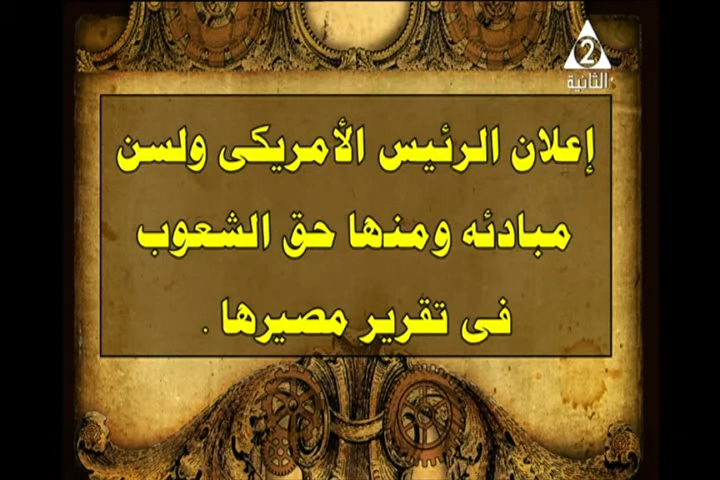 2
الثانية
إعلان الرئيس الأمريكى ولسن
مبادئه ومنها حق الشعوب
فى تقرير مصيرها .